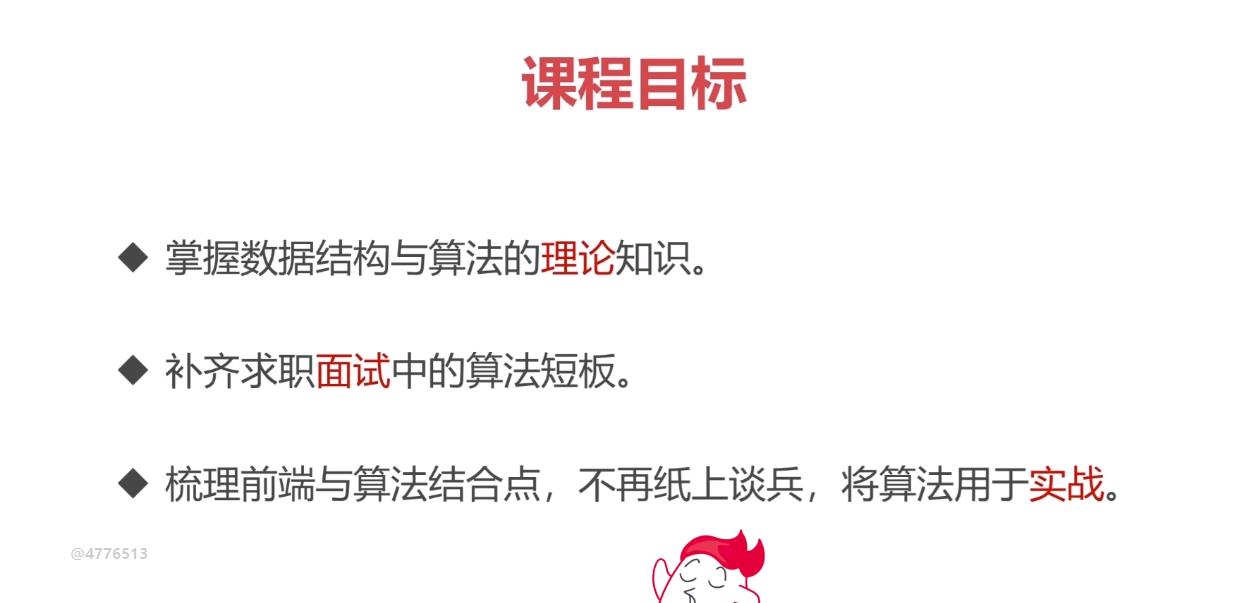 课程目标
◆ 掌握数据结构与算法的理论知识。
◆ 补齐求职面试中的算法短板。
◆ 梳理前端与算法结合点，不再纸上谈兵，将算法用于实战。
@4776513